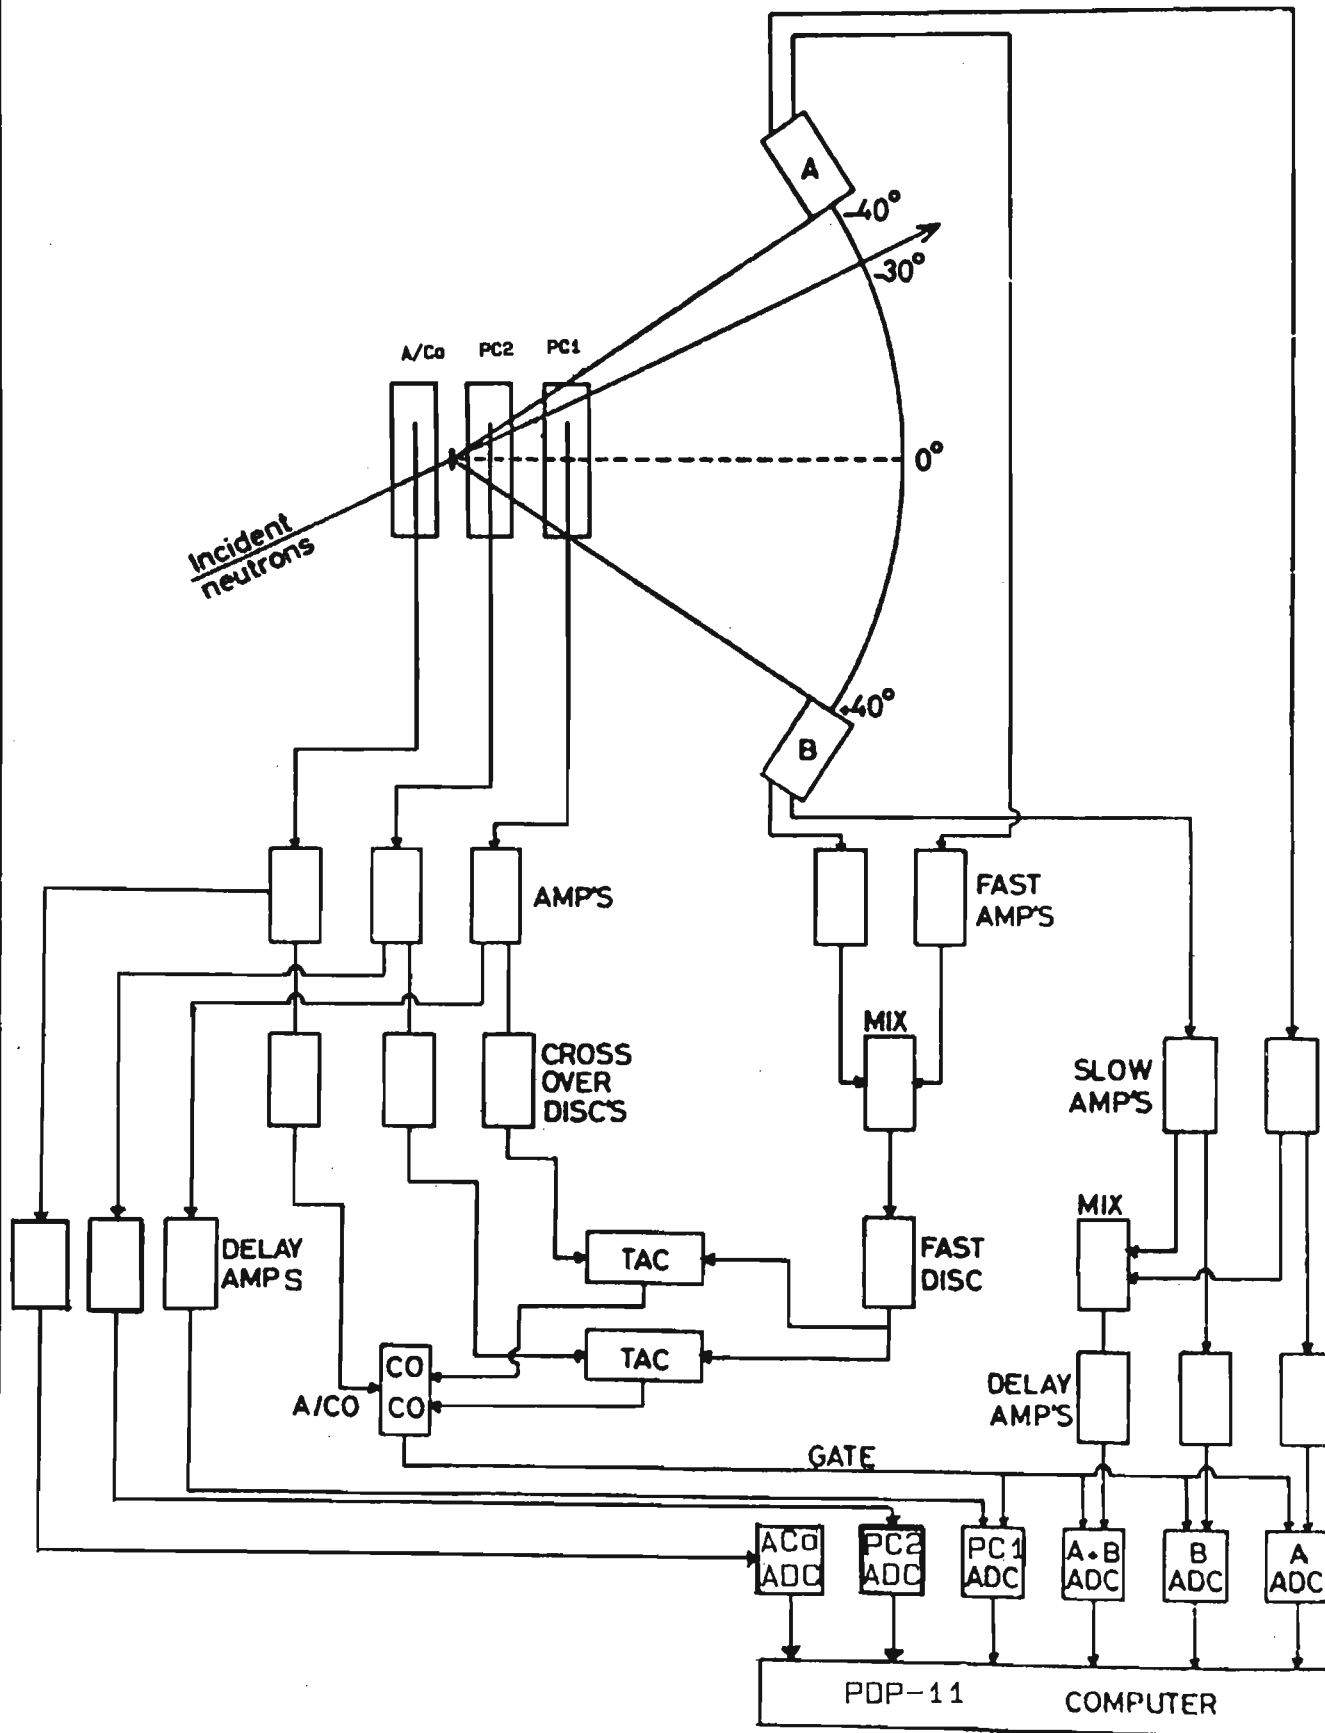 A
-40°
-30°
A/Co
PC2
PC1
0°
Incident
neutrons
+40°
B
AMP'S
FAST
AMP'S
MIX
CROSS
OVER
DISC'S
SLOW
AMP'S
MIX
DELAY
AMPS
TAC
FAST
DISC
TAC
CO
A/CO
CO
DELAY
AMP'S
GATE
ACo
ADC
PC2
ADC
PC1
ADC
A+B
ADC
B
ADC
A
ADC
PDP-11
COMPUTER